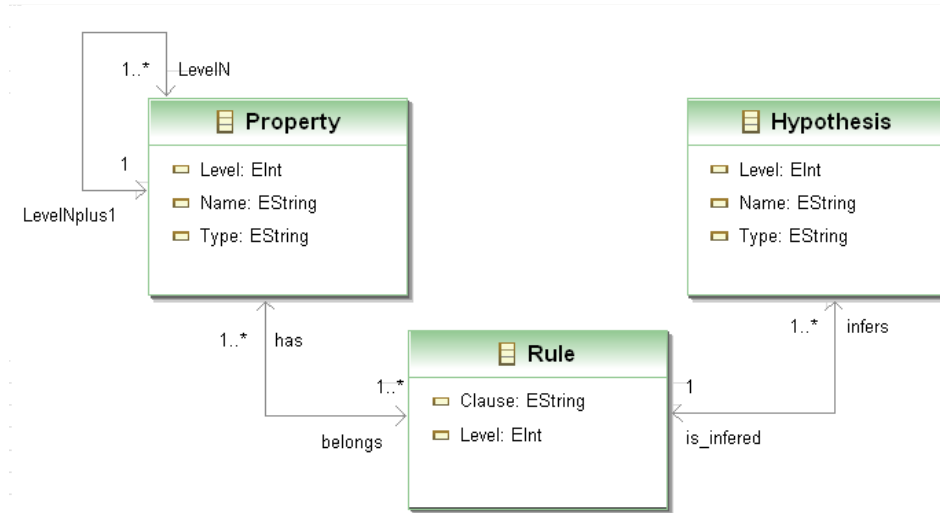 1..* LevelN
Property
Level: EInt
Name: EString
Type: EString
1
LevelNplus1
Hypothesis
Level: EInt
Name: EString
Type: EString
1..* has
1..* infers
Rule
Clause: EString
Level: EInt
1..*
belongs
1
is_infered